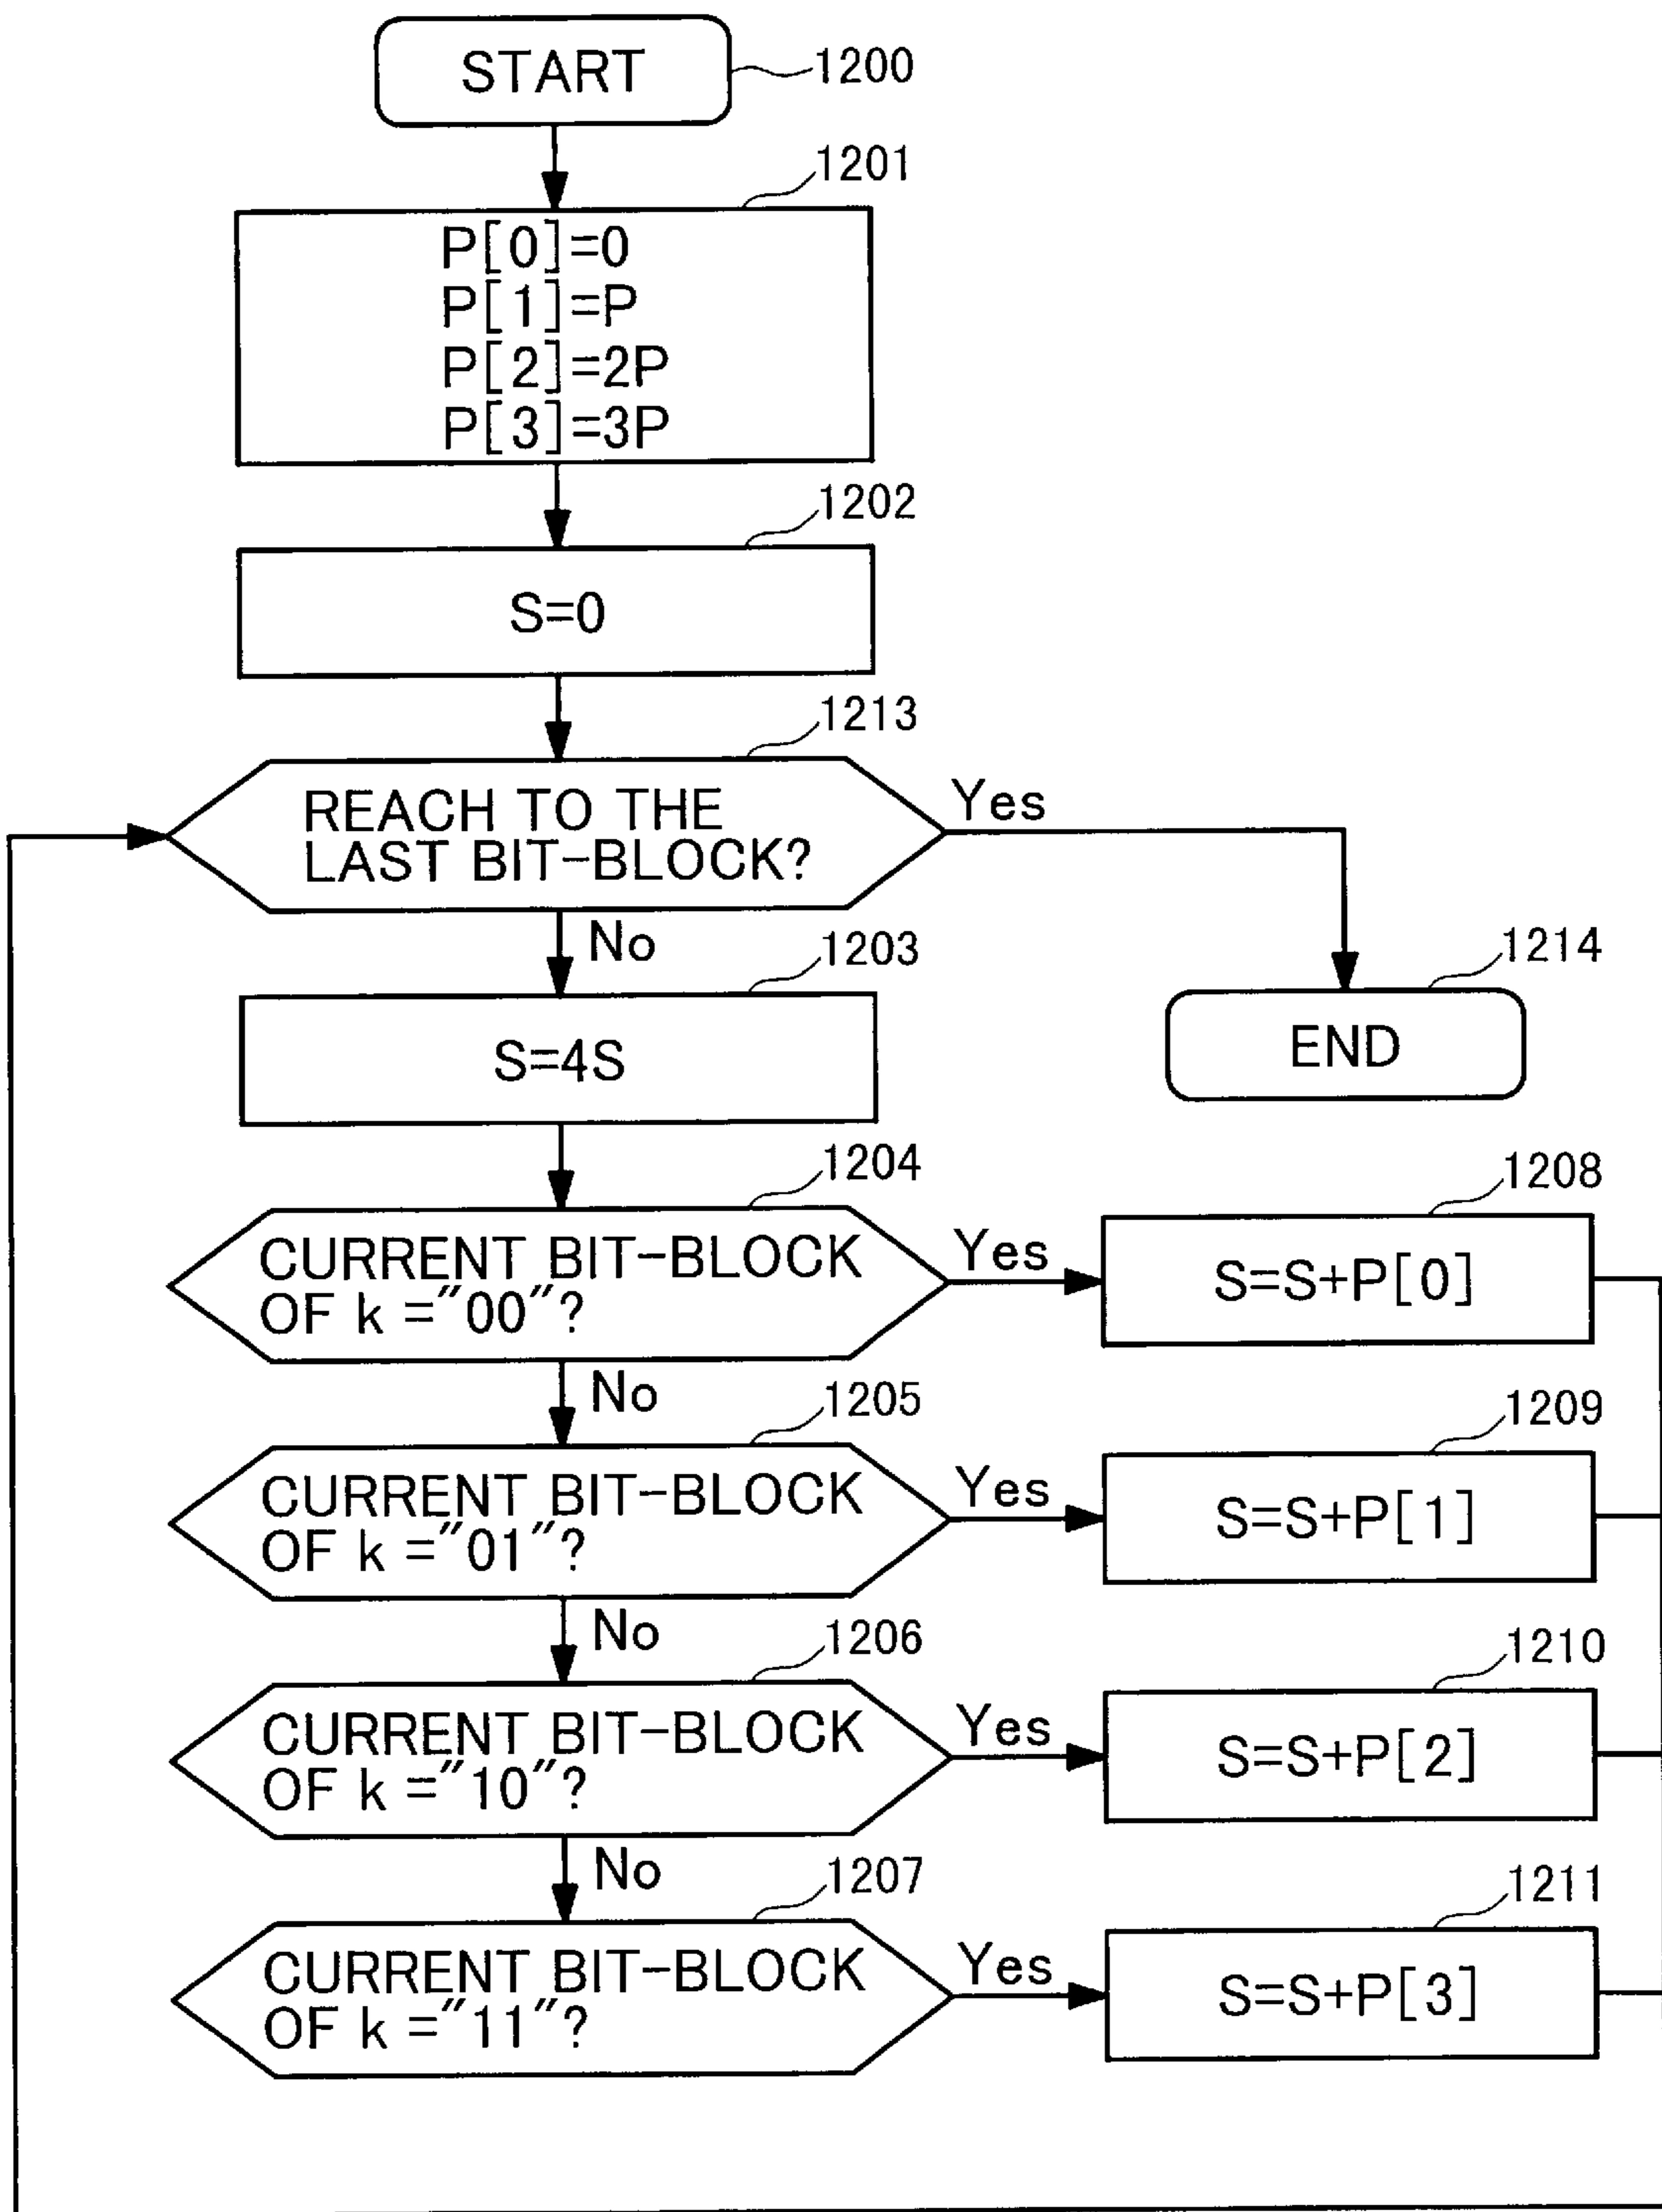 START
1200
1201
P[0]=0
P[1]=P
P[2]=2P
P[3]=3P
1202
S=0
1213
REACH TO THE
LAST BIT-BLOCK?
Yes
No
1203
1214
S=4S
END
1204
1208
CURRENT BIT-BLOCK
OF k ="00"?
Yes
S=S+P[0]
No
1205
1209
CURRENT BIT-BLOCK
OF k ="01"?
Yes
S=S+P[1]
No
1206
1210
CURRENT BIT-BLOCK
OF k ="10"?
Yes
S=S+P[2]
No
1207
1211
CURRENT BIT-BLOCK
OF k ="11"?
Yes
S=S+P[3]